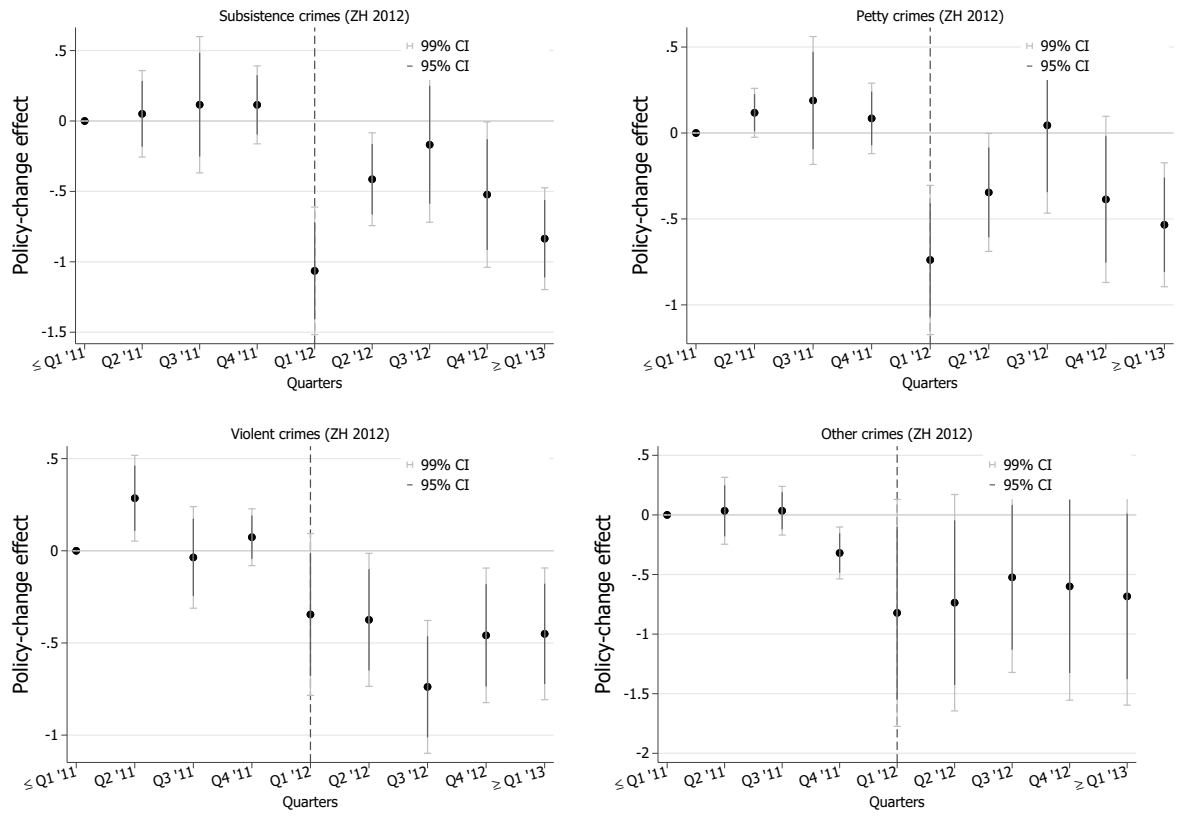 Subsistence crimes (ZH 2012)
99% CI
95% CI
Policy-change effect
.5
0
-.5
-1
-1.5
≤ Q1 '11
Q2 '11
Q3 '11
Q4 '11
Q1 '12
Q2 '12
Q3 '12
Q4 '12
≥ Q1 '13
Quarters
Petty crimes (ZH 2012)
99% CI
95% CI
Policy-change effect
.5
0
-.5
-1
≤ Q1 '11
Q2 '11
Q3 '11
Q4 '11
Q1 '12
Q2 '12
Q3 '12
Q4 '12
≥ Q1 '13
Quarters
Violent crimes (ZH 2012)
99% CI
95% CI
Policy-change effect
.5
0
-.5
-1
≤ Q1 '11
Q2 '11
Q3 '11
Q4 '11
Q1 '12
Q2 '12
Q3 '12
Q4 '12
≥ Q1 '13
Quarters
Other crimes (ZH 2012)
99% CI
95% CI
Policy-change effect
.5
0
-.5
-1
-1.5
-2
≤ Q1 '11
Q2 '11
Q3 '11
Q4 '11
Q1 '12
Q2 '12
Q3 '12
Q4 '12
≥ Q1 '13
Quarters